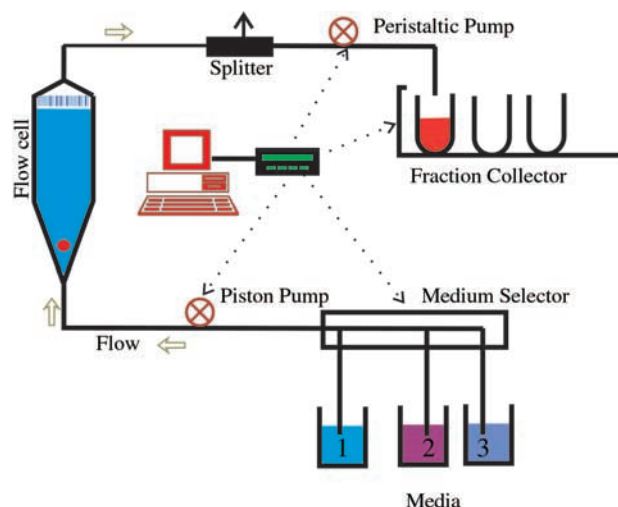 Peristaltic Pump
Splitter
Flow cell
Fraction Collector
Piston Pump
Medium Selector
Flow
1
2
3
Media